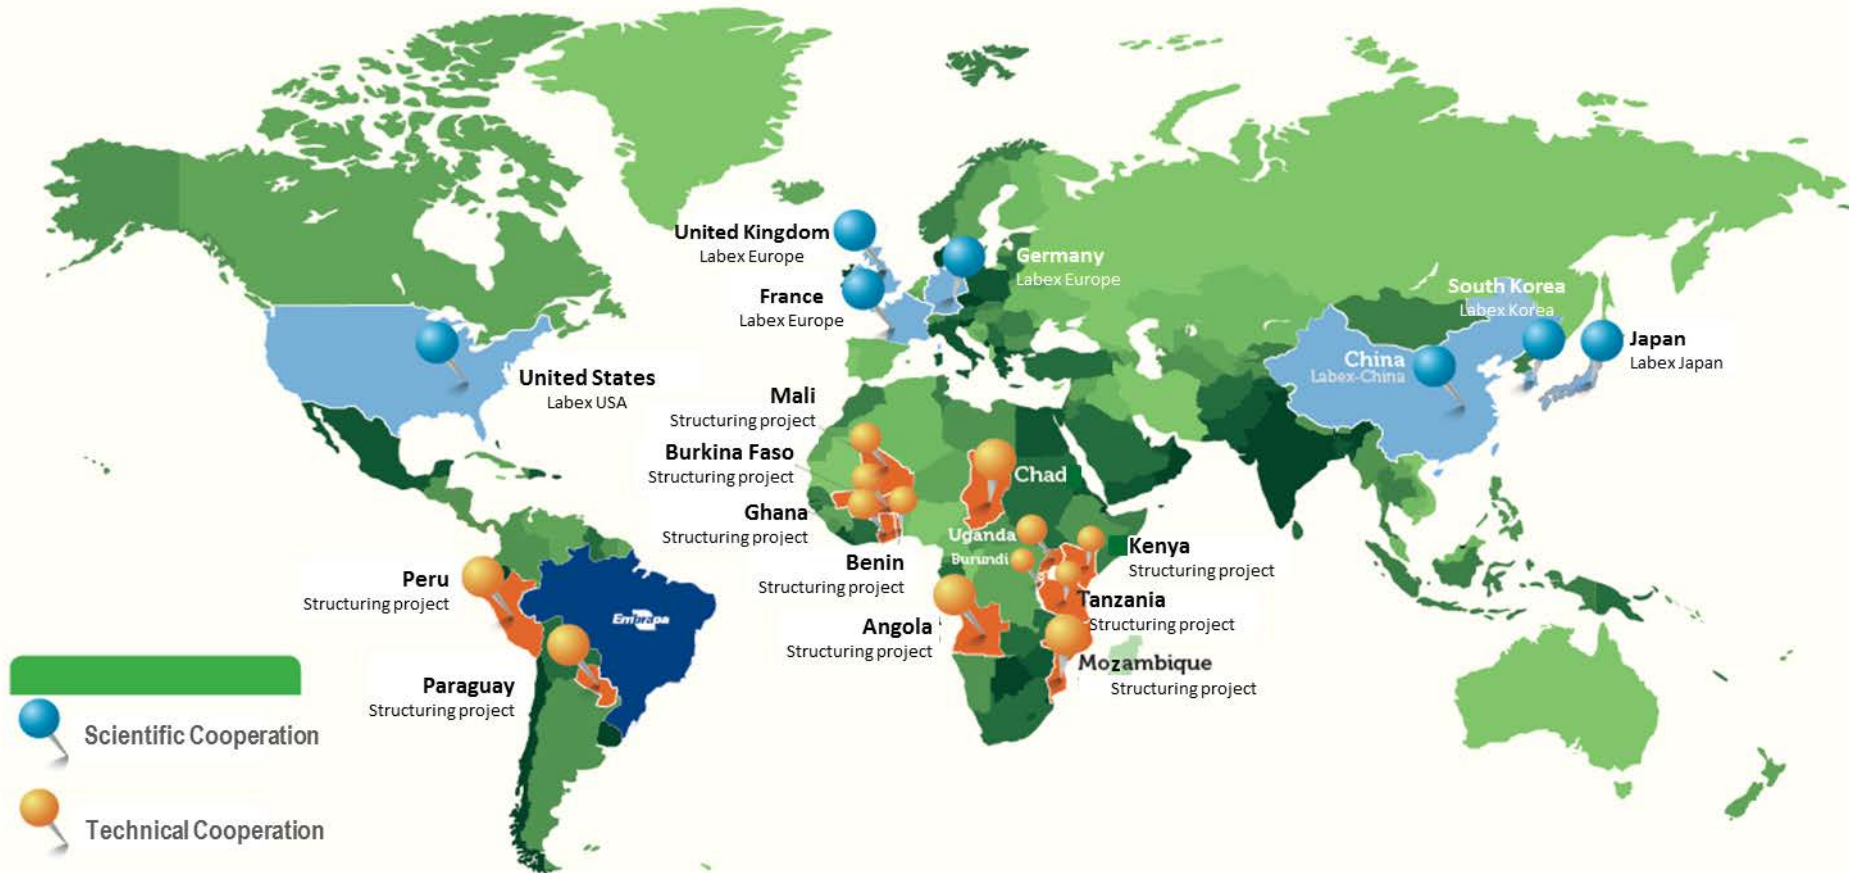 United Kingdom
Labex Europe
Germany
Labex Europe
France
Labex Europe
South Korea
Labex Korea
Japan
Labex Japan
China
Labex-China
United States
Labex USA
Mali
Structuring project
Burkina Faso
Structuring project
Chad
Ghana
Structuring project
Uganda
Burundi
Kenya
Structuring project
Benin
Structuring project
Peru
Structuring project
Embrapa
Tanzania
Structuring project
Angola
Structuring project
Mozambique
Structuring project
Paraguay
Structuring project
Scientific Cooperation
Technical Cooperation